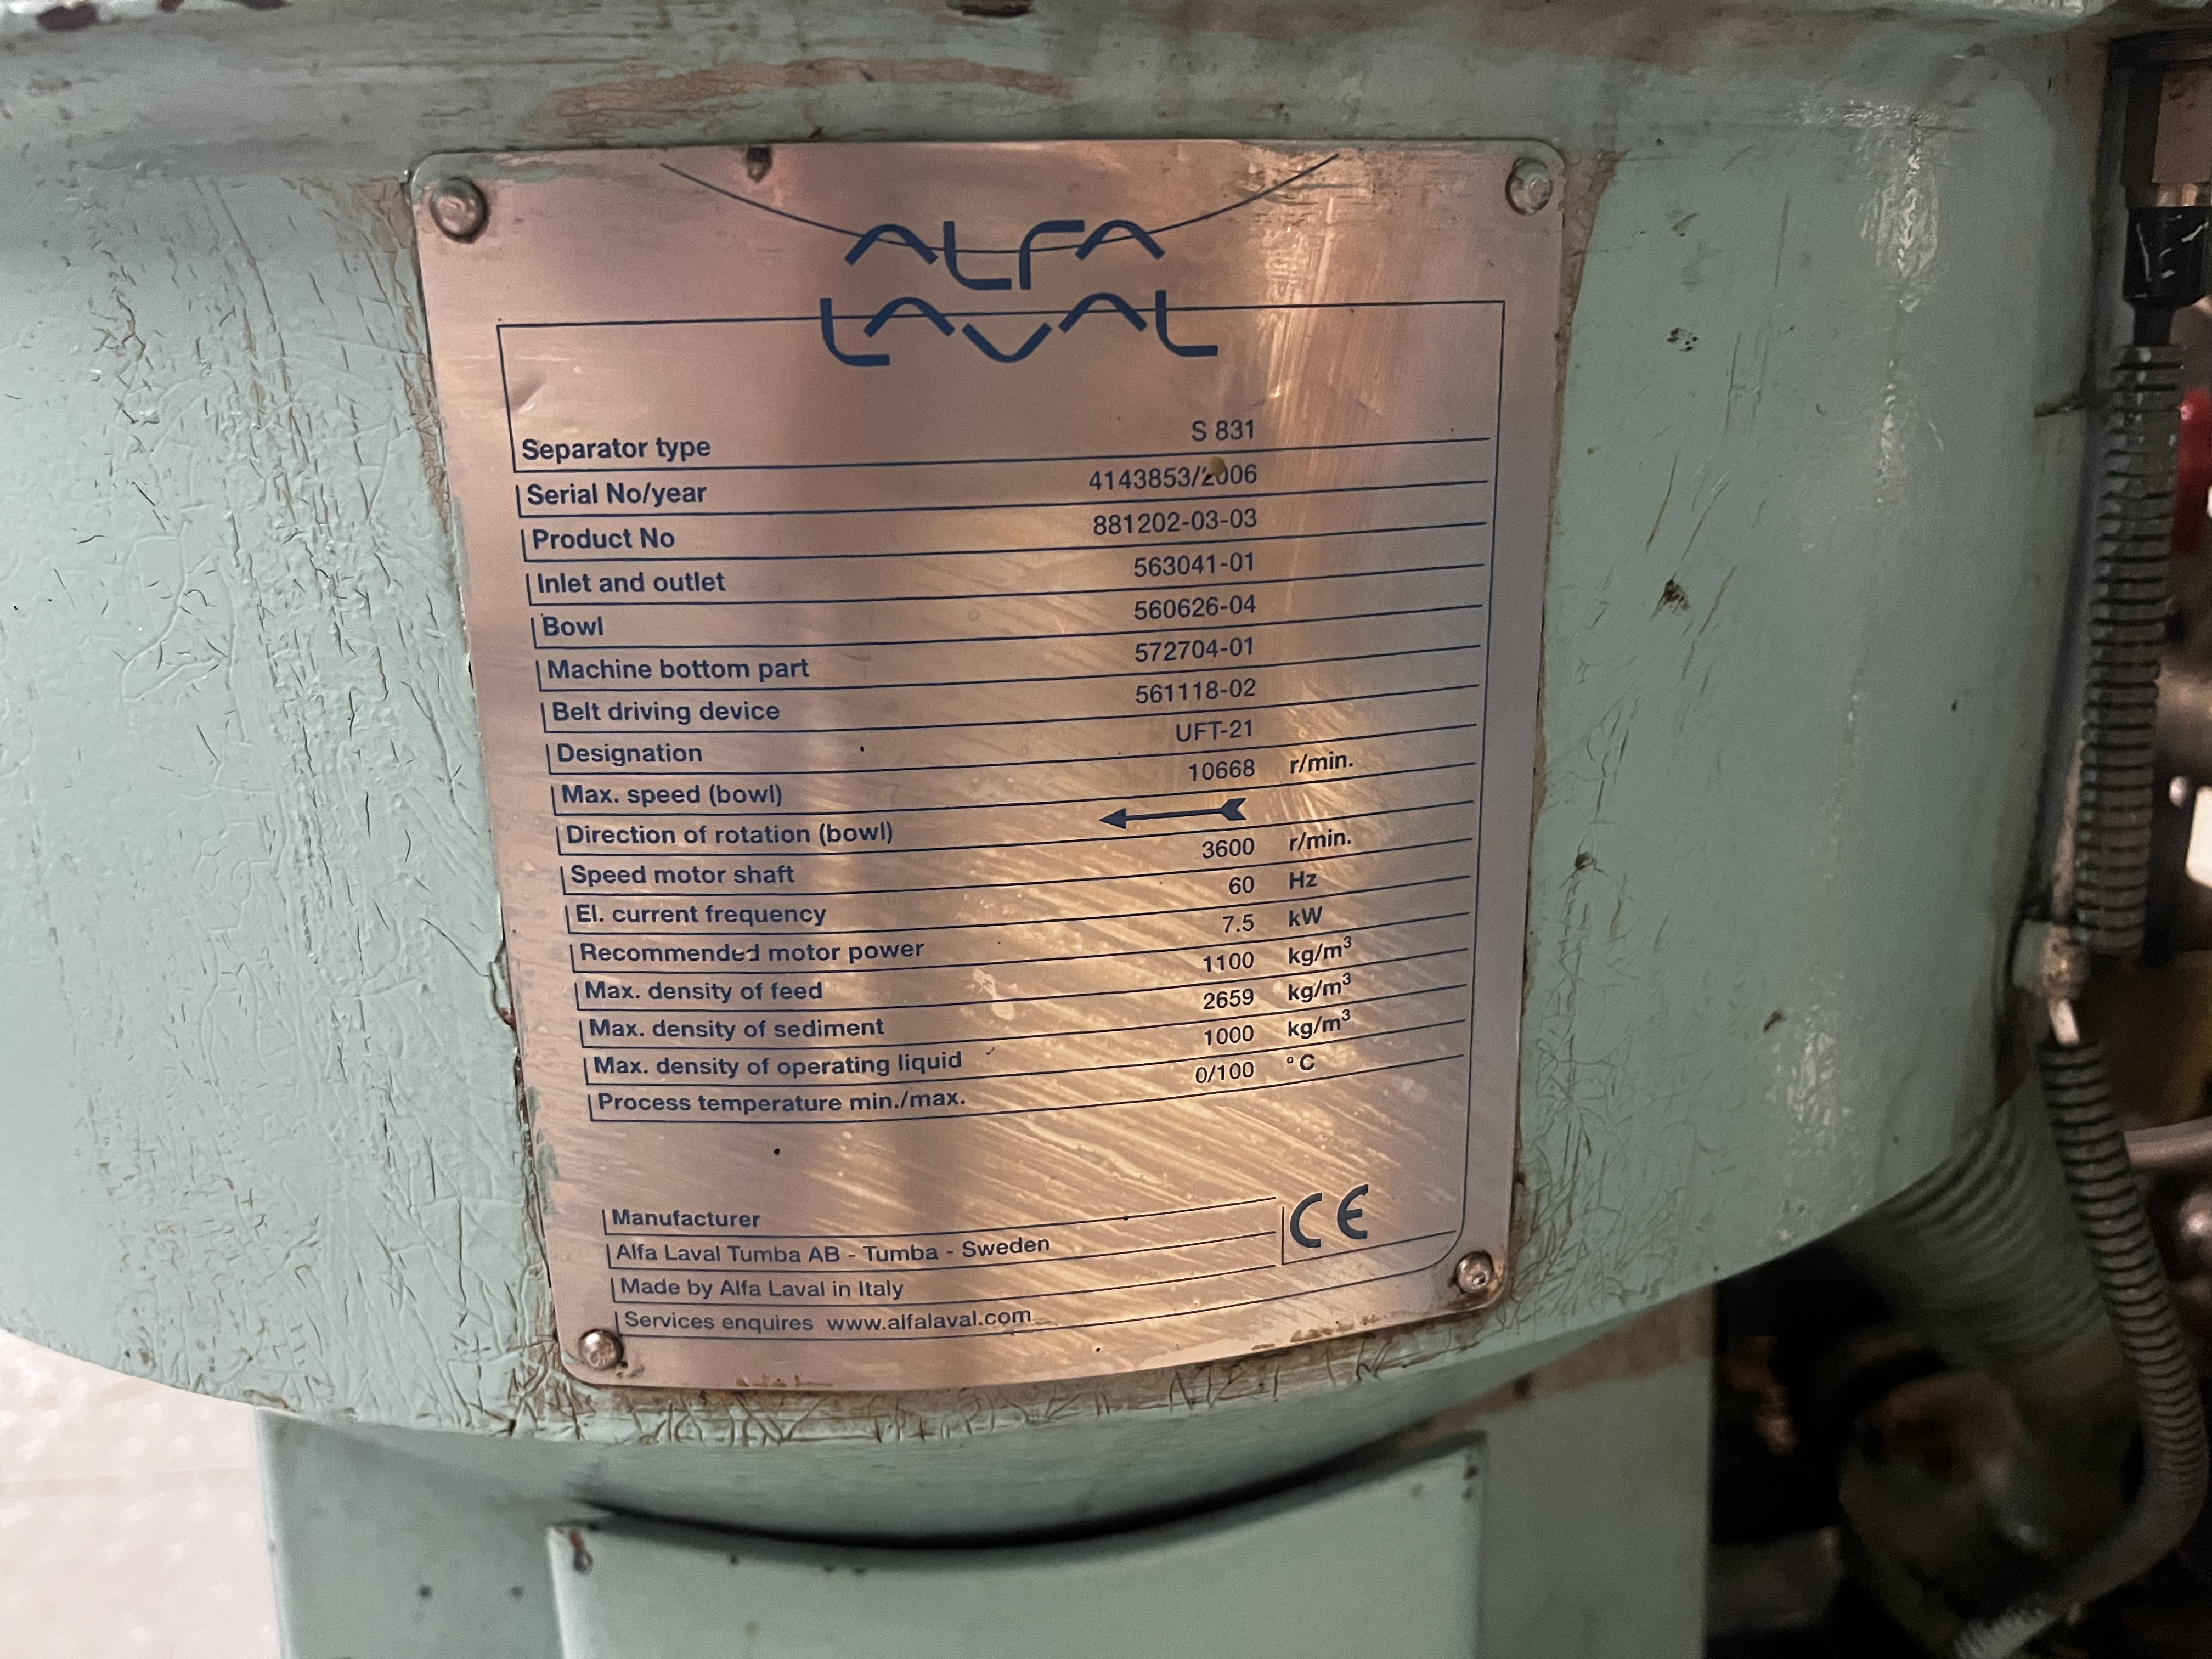 ALFA
LAVAL
Separator type S 831
Serial No/year 4143853/2006
Product No 881202-03-03
Inlet and outlet 563041-01
Bowl 560626-04
Machine bottom part 572704-01
Belt driving device 561118-02
Designation UFT-21
Max. speed (bowl) 10668 r/min.
Direction of rotation (bowl)
Speed motor shaft 3600 r/min.
El. current frequency 60 Hz
Recommended motor power 7.5 kW
Max. density of feed 1100 kg/m³
Max. density of sediment 2659 kg/m³
Max. density of operating liquid 1000 kg/m³
Process temperature min./max. 0/100 °C
Manufacturer
Alfa Laval Tumba AB - Tumba - Sweden
CE
Made by Alfa Laval in Italy
Services enquires www.alfalaval.com